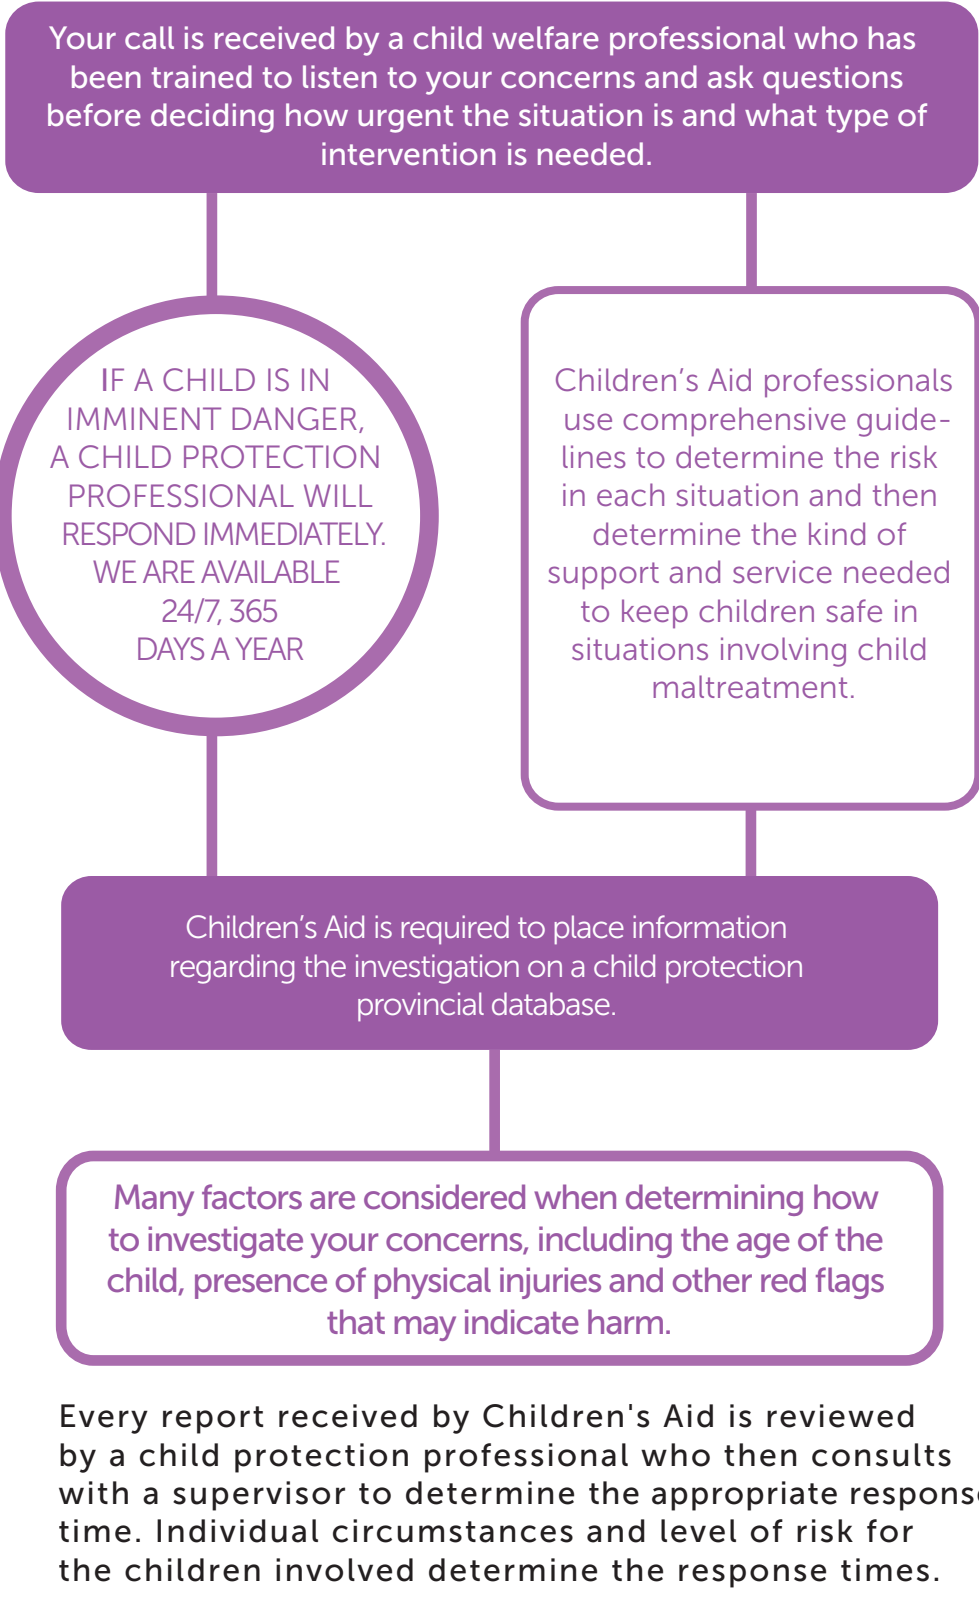 Your call is received by a child welfare professional who has
been trained to listen to your concerns and ask questions
before deciding how urgent the situation is and what type of
intervention is needed.
IF A CHILD IS IN
IMMINENT DANGER,
A CHILD PROTECTION
PROFESSIONAL WILL
RESPOND IMMEDIATELY.
WE ARE AVAILABLE
24/7, 365
DAYS A YEAR
Children’s Aid professionals
use comprehensive guide-
lines to determine the risk
in each situation and then
determine the kind of
support and service needed
to keep children safe in
situations involving child
maltreatment.
Children’s Aid is required to place information
regarding the investigation on a child protection
provincial database.
Many factors are considered when determining how
to investigate your concerns, including the age of the
child, presence of physical injuries and other red flags
that may indicate harm.
Every report received by Children's Aid is reviewed
by a child protection professional who then consults
with a supervisor to determine the appropriate response
time. Individual circumstances and level of risk for
the children involved determine the response times.